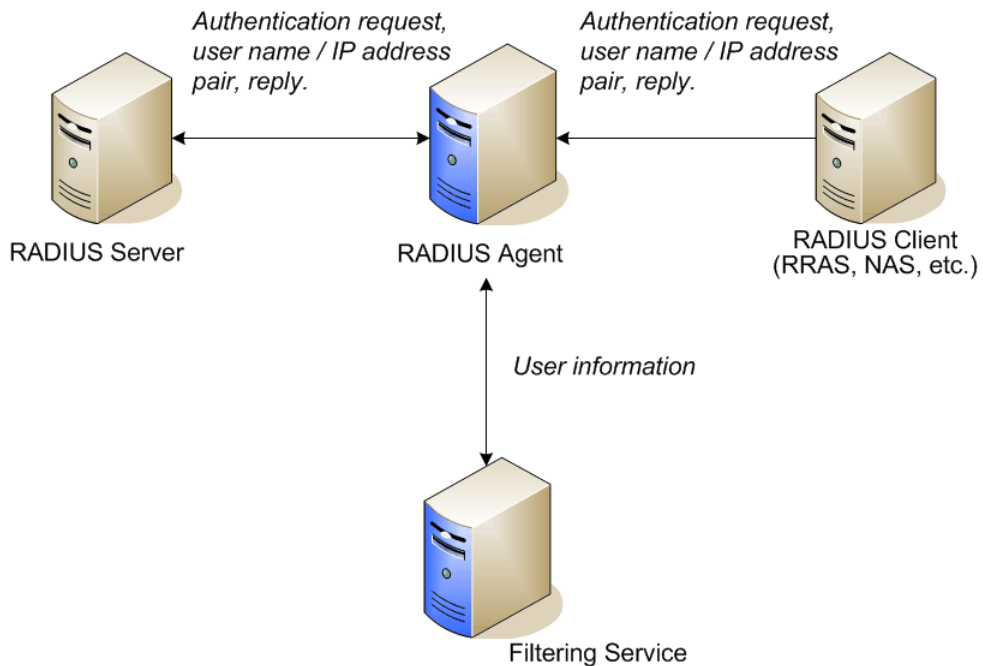 Authentication request,
user name / IP address
pair, reply.
Authentication request,
user name / IP address
pair, reply.
RADIUS Server
RADIUS Agent
RADIUS Client
(RRAS, NAS, etc.)
User information
Filtering Service